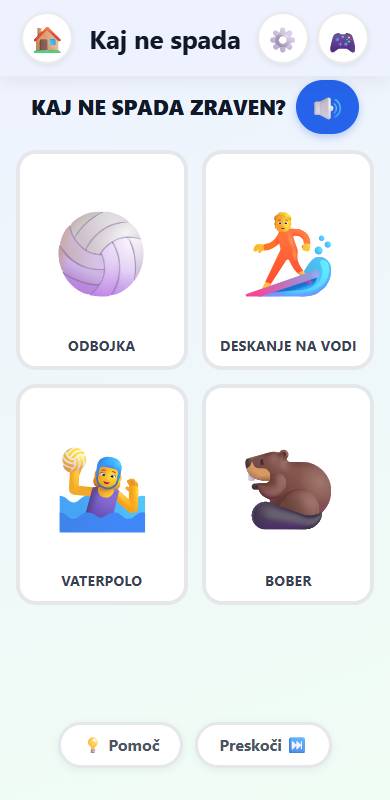 Kaj ne spada
KAJ NE SPADA ZRAVEN?
ODBOJKA
DESKANJE NA VODI
VATERPOLO
BOBER
Pomoč
Preskoči